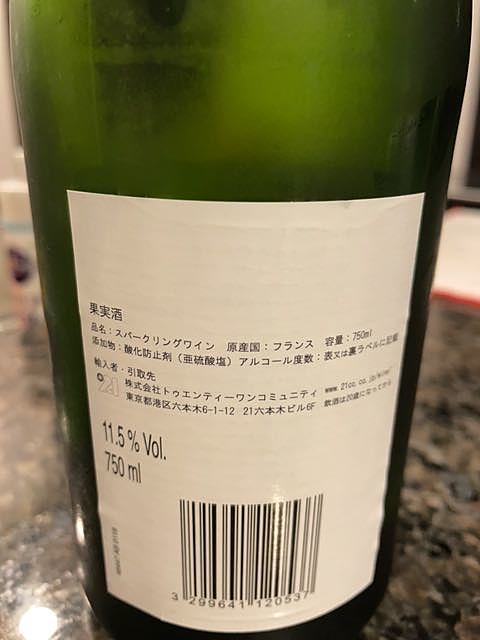 果実酒
品名：スパークリングワイン 原産国：フランス 容量：750ml
添加物：酸化防止剤（亜硫酸塩）アルコール度数：表又は裏ラベルに記載
輸入者・引取先
21 株式会社トゥエンティーワンコミュニティ www.21cc.co.jp/wine/
東京都港区六本木6-1-12 21六本木ビル6F 飲酒は20歳になってから
11.5 % Vol.
750 ml
3 299641 120537